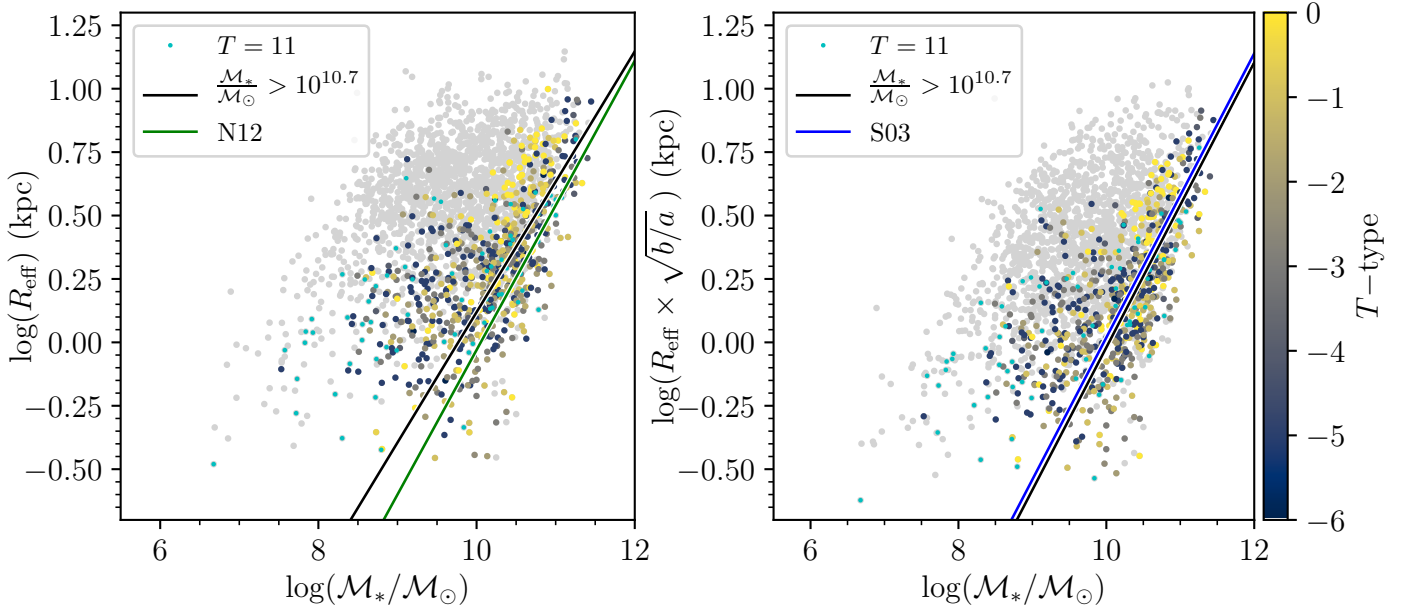 log(R_eff) (kpc)
1.25
1.00
0.75
0.50
0.25
0.00
−0.25
−0.50
T = 11
ℳ_*/ℳ_⊙ > 10^10.7
N12
6
8
10
12
log(ℳ_*/ℳ_⊙)
log(R_eff × √b/a ) (kpc)
1.25
1.00
0.75
0.50
0.25
0.00
−0.25
−0.50
T = 11
ℳ_*/ℳ_⊙ > 10^10.7
S03
6
8
10
12
log(ℳ_*/ℳ_⊙)
0
−1
−2
−3
−4
−5
−6
T−type